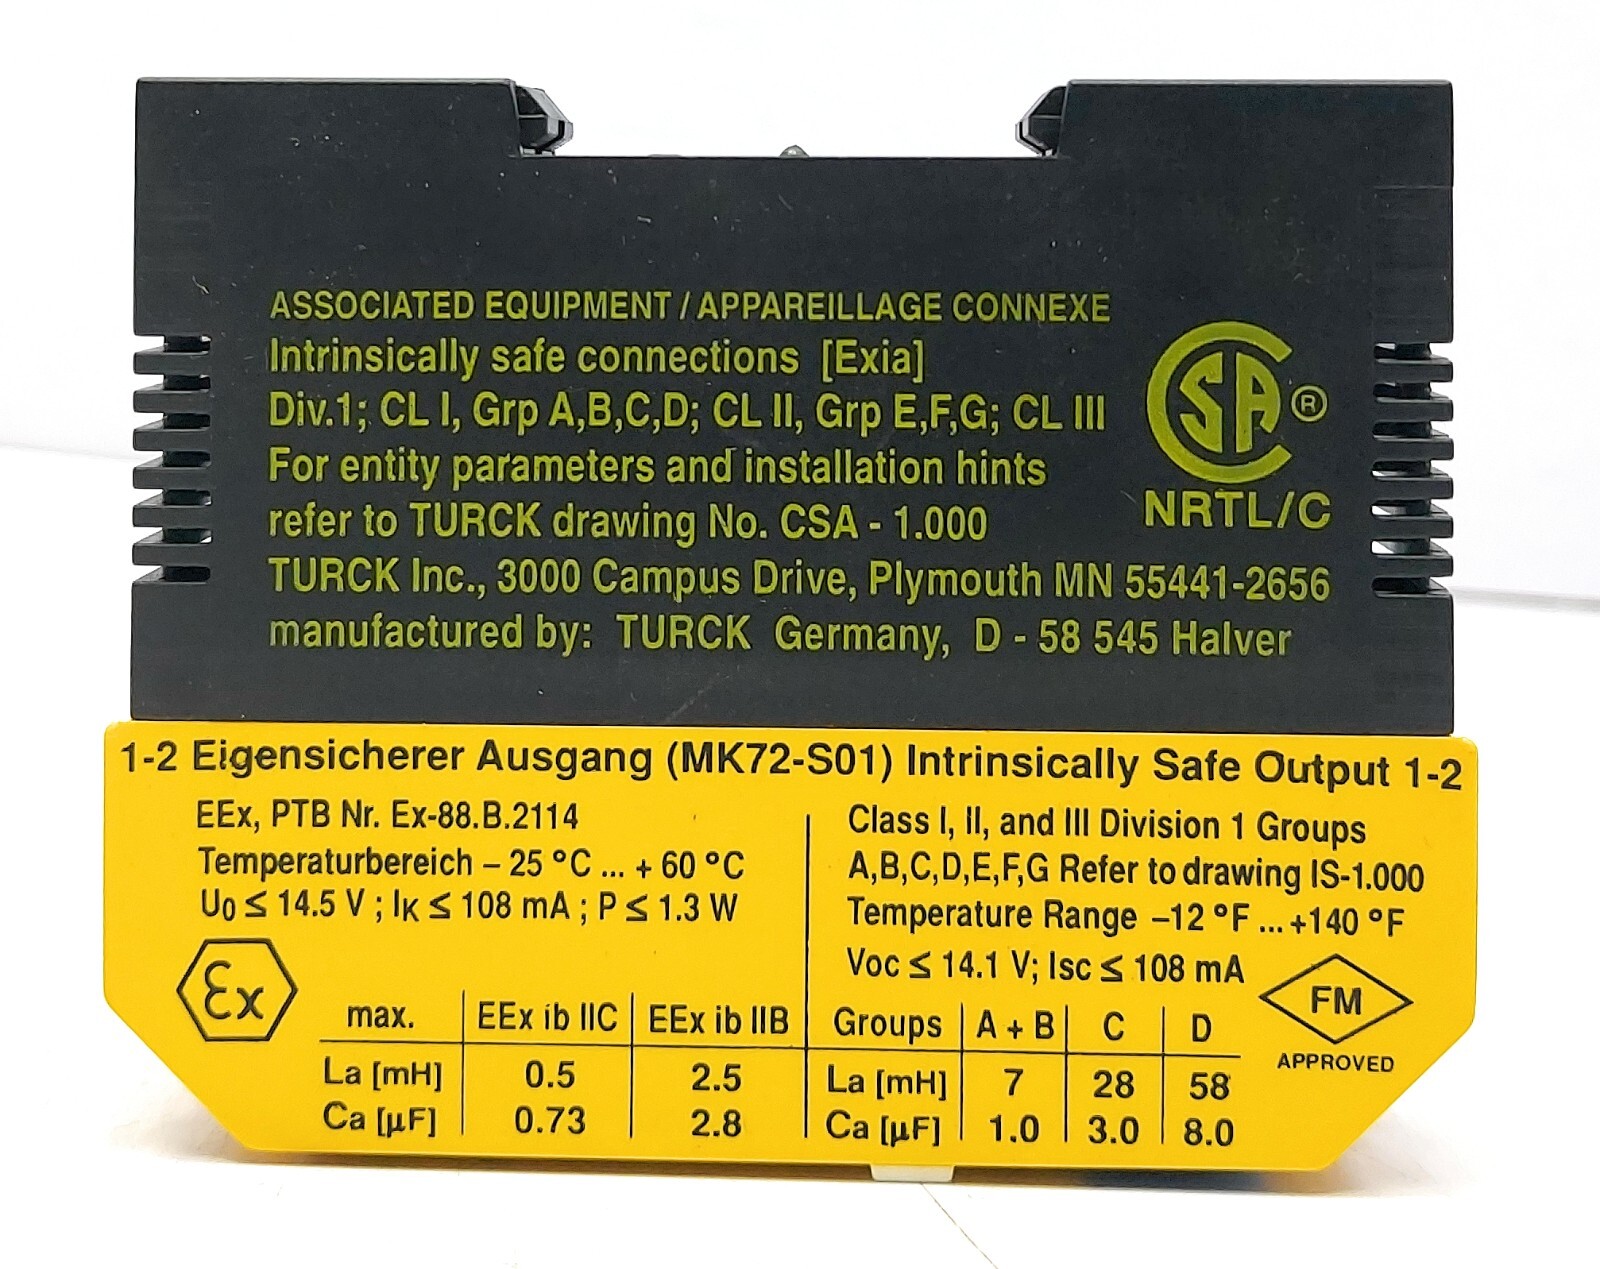 ASSOCIATED EQUIPMENT / APPAREILLAGE CONNEXE
Intrinsically safe connections [Exia]
Div.1; CL I, Grp A,B,C,D; CL II, Grp E,F,G; CL III
For entity parameters and installation hints
refer to TURCK drawing No. CSA - 1.000
TURCK Inc., 3000 Campus Drive, Plymouth MN 55441-2656
manufactured by: TURCK Germany, D - 58 545 Halver
CSA ®
NRTL/C
1-2 Eigensicherer Ausgang (MK72-S01) Intrinsically Safe Output 1-2
EEx, PTB Nr. Ex-88.B.2114
Temperaturbereich – 25 °C ... + 60 °C
U0 ≤ 14.5 V ; IK ≤ 108 mA ; P ≤ 1.3 W
Ex
max. EEx ib IIC EEx ib IIB
La [mH] 0.5 2.5
Ca [µF] 0.73 2.8
Class I, II, and III Division 1 Groups
A,B,C,D,E,F,G Refer to drawing IS-1.000
Temperature Range –12 °F ... +140 °F
Voc ≤ 14.1 V; Isc ≤ 108 mA
Groups A + B C D
La [mH] 7 28 58
Ca [µF] 1.0 3.0 8.0
FM
APPROVED